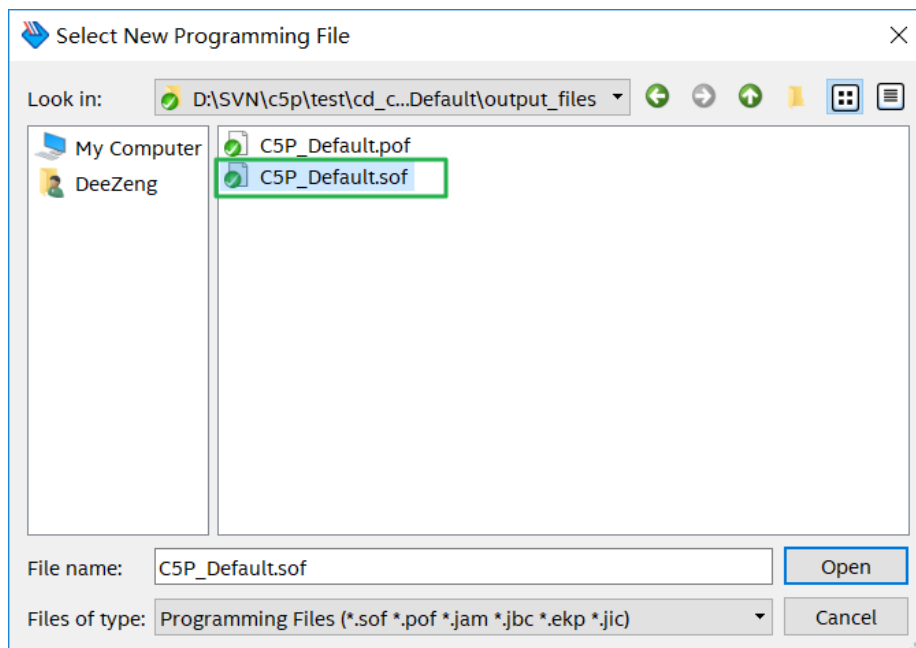 Select New Programming File
Look in:
D:\SVN\c5p\test\cd_c...Default\output_files
My Computer
DeeZeng
C5P_Default.pof
C5P_Default.sof
File name:
C5P_Default.sof
Open
Files of type:
Programming Files (*.sof *.pof *.jam *.jbc *.ekp *.jic)
Cancel